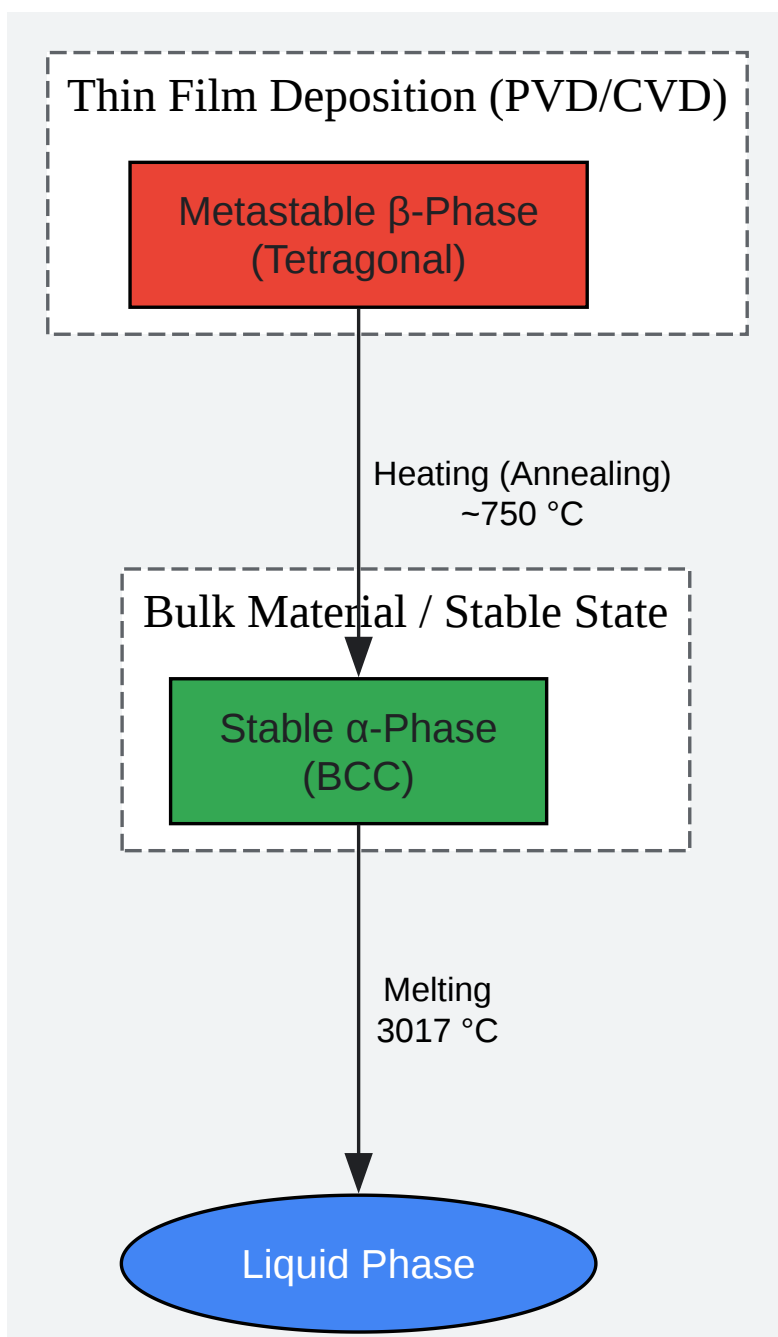 Thin Film Deposition (PVD/CVD)
Metastable β-Phase
(Tetragonal)
Heating (Annealing)
~750 °C
Bulk Material / Stable State
Stable α-Phase
(BCC)
Melting
3017 °C
Liquid Phase